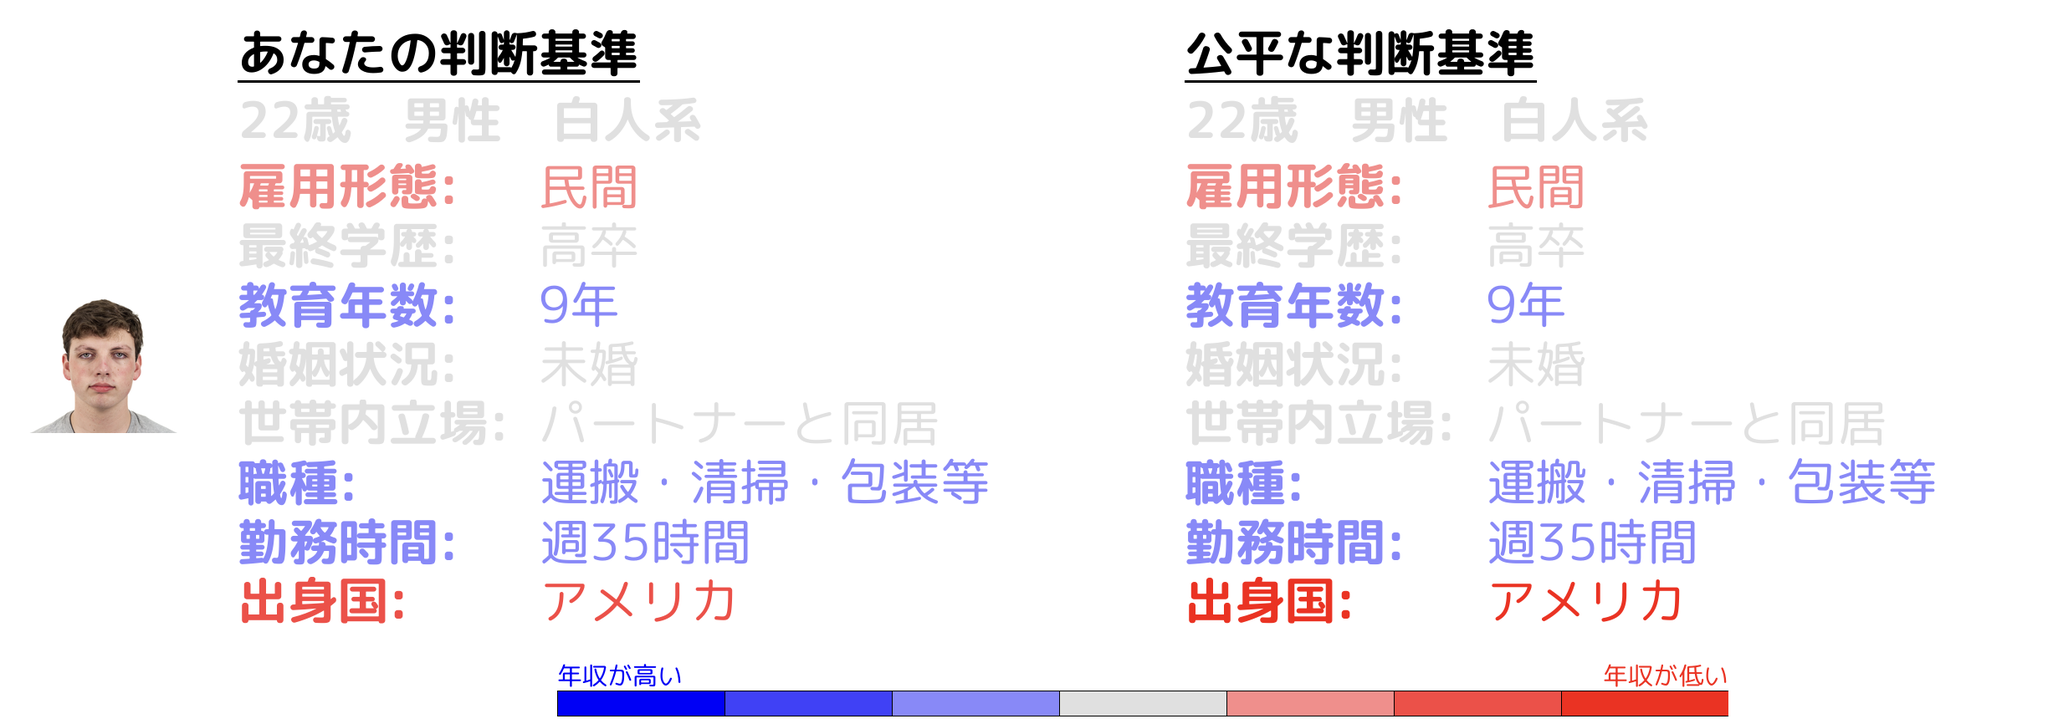 あなたの判断基準
22歳 男性 白人系
雇用形態: 民間
最終学歴: 高卒
教育年数: 9年
婚姻状況: 未婚
世帯内立場: パートナーと同居
職種: 運搬・清掃・包装等
勤務時間: 週35時間
出身国: アメリカ
公平な判断基準
22歳 男性 白人系
雇用形態: 民間
最終学歴: 高卒
教育年数: 9年
婚姻状況: 未婚
世帯内立場: パートナーと同居
職種: 運搬・清掃・包装等
勤務時間: 週35時間
出身国: アメリカ
年収が高い
年収が低い